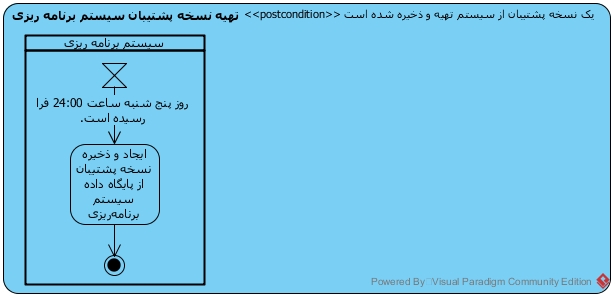 تهیه نسخه پشتیبان سیستم برنامه ریزی <<postcondition>> یک نسخه پشتیبان از سیستم تهیه و ذخیره شده است
سیستم برنامه ریزی
روز پنج شنبه ساعت 24:00 فرا
رسیده است.
ایجاد و ذخیره
نسخه پشتیبان
از پایگاه داده
سیستم
برنامه‌ریزی
Powered By Visual Paradigm Community Edition